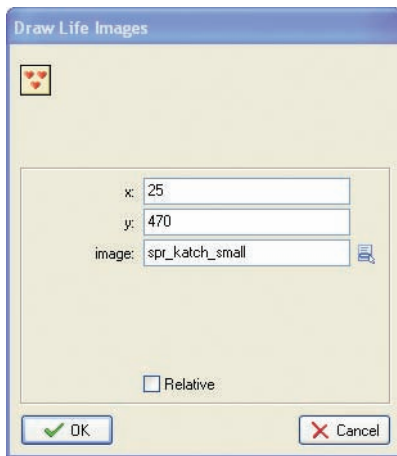 Draw Life Images
x: 25
y: 470
image: spr_katch_small
Relative
OK
Cancel